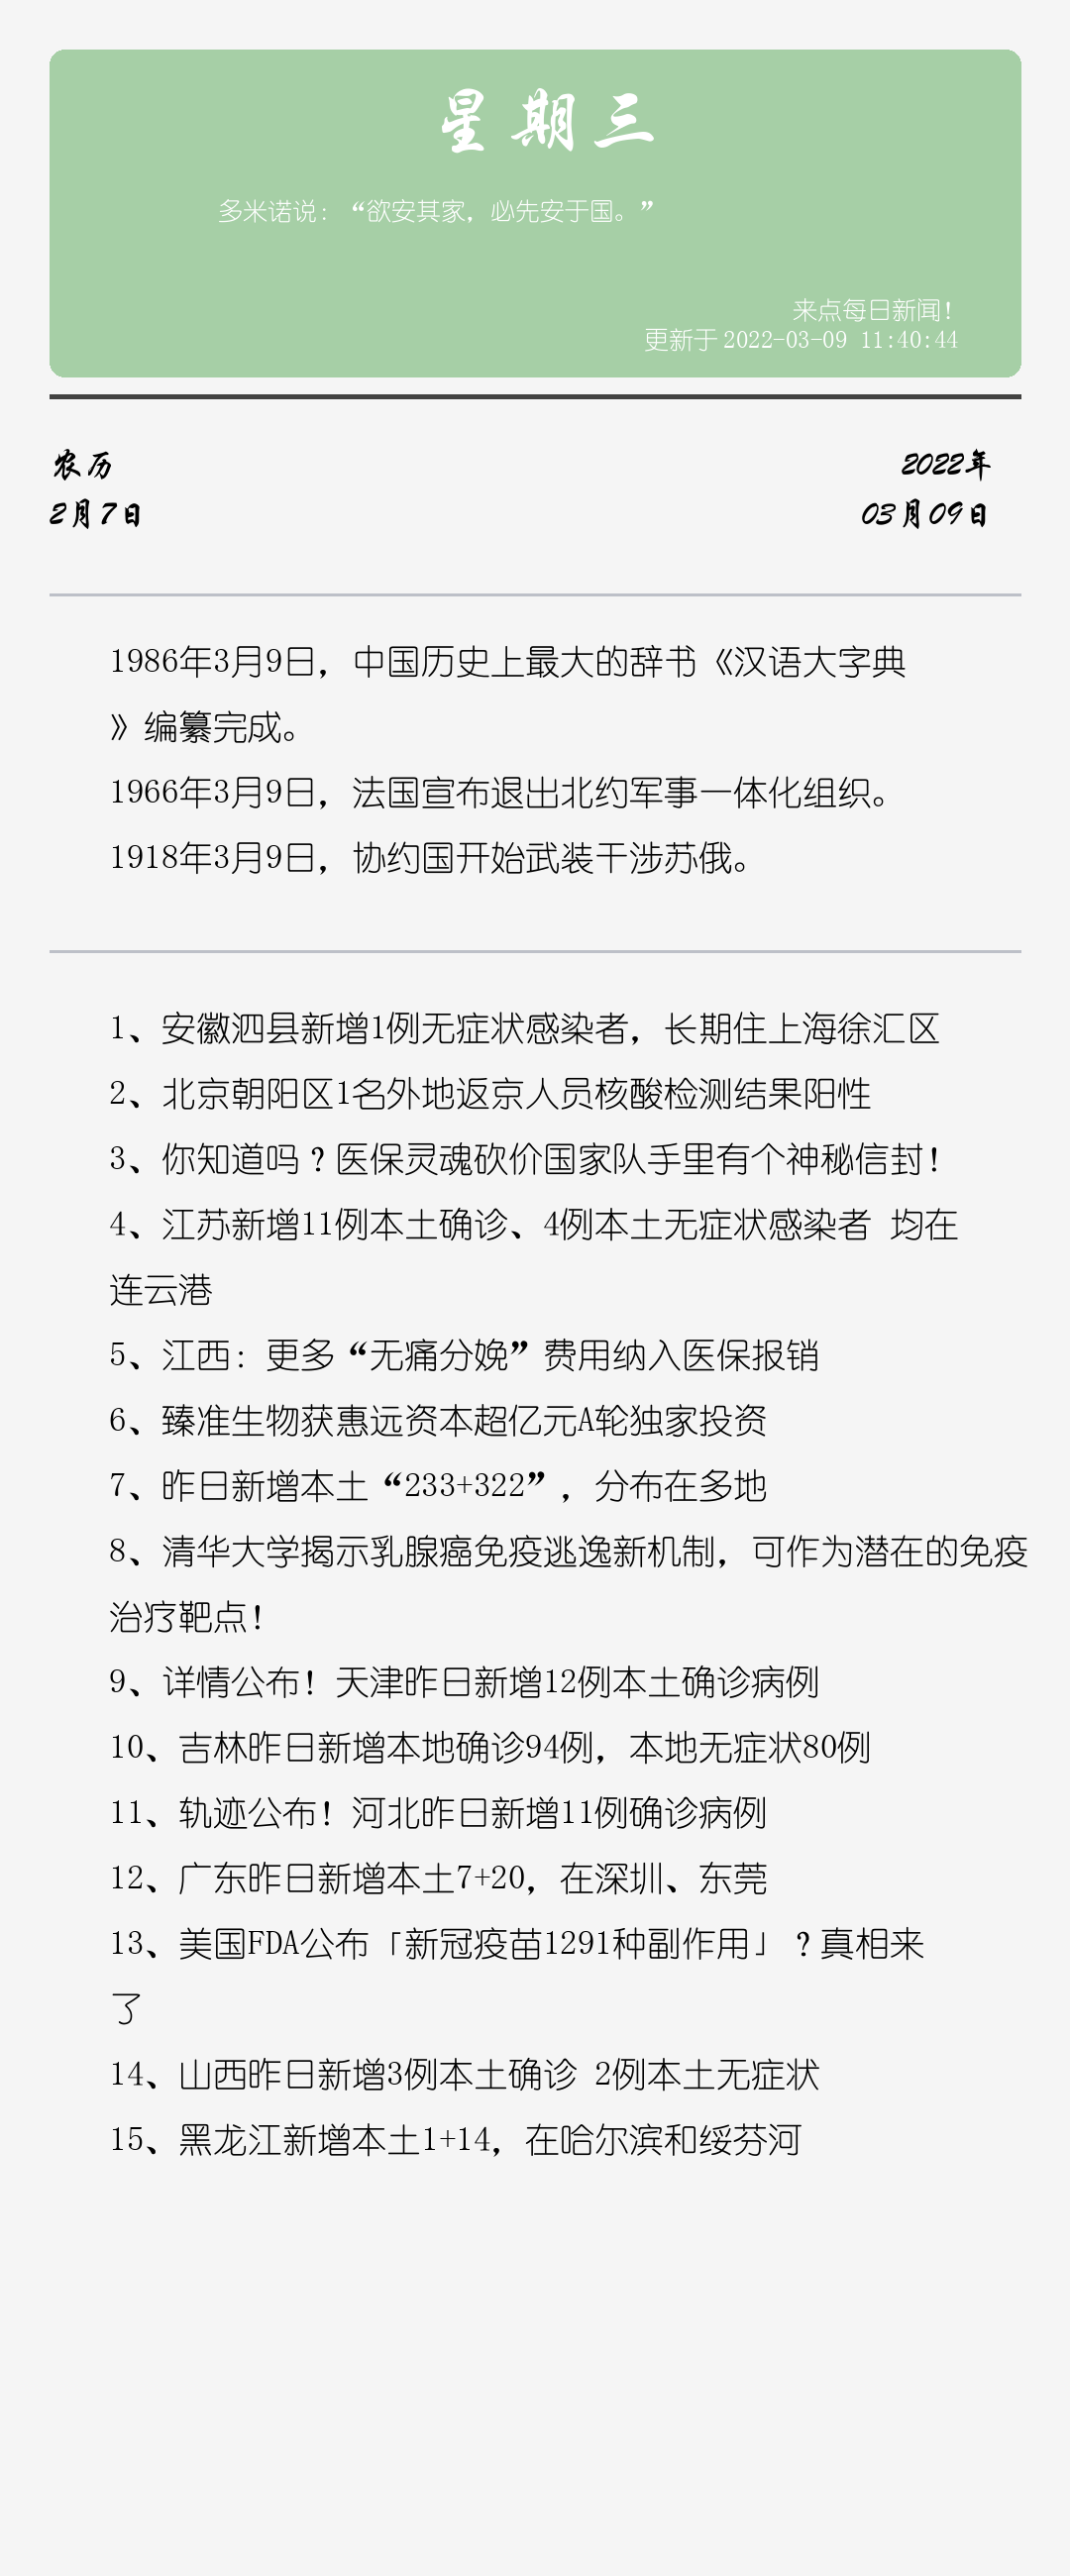 星期三
多米诺说：“欲安其家，必先安于国。”
来点每日新闻！
更新于2022-03-09 11:40:44
农历
2022年
2月7日
03月09日
1986年3月9日，中国历史上最大的辞书《汉语大字典
》编纂完成。
1966年3月9日，法国宣布退出北约军事一体化组织。
1918年3月9日，协约国开始武装干涉苏俄。
1、安徽泗县新增1例无症状感染者，长期住上海徐汇区
2、北京朝阳区1名外地返京人员核酸检测结果阳性
3、你知道吗？医保灵魂砍价国家队手里有个神秘信封！
4、江苏新增11例本土确诊、4例本土无症状感染者 均在
连云港
5、江西：更多“无痛分娩”费用纳入医保报销
6、臻准生物获惠远资本超亿元A轮独家投资
7、昨日新增本土“233+322”，分布在多地
8、清华大学揭示乳腺癌免疫逃逸新机制，可作为潜在的免疫
治疗靶点！
9、详情公布！天津昨日新增12例本土确诊病例
10、吉林昨日新增本地确诊94例，本地无症状80例
11、轨迹公布！河北昨日新增11例确诊病例
12、广东昨日新增本土7+20，在深圳、东莞
13、美国FDA公布「新冠疫苗1291种副作用」？真相来
了
14、山西昨日新增3例本土确诊 2例本土无症状
15、黑龙江新增本土1+14，在哈尔滨和绥芬河